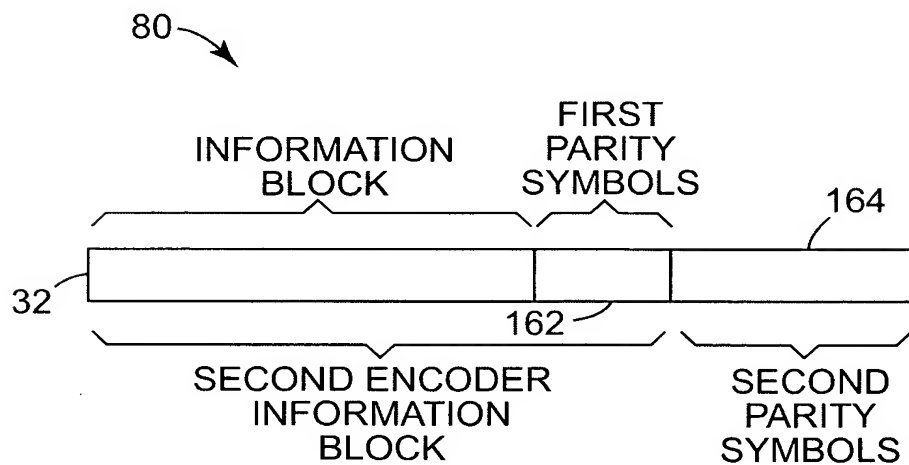 80
INFORMATION
BLOCK
FIRST
PARITY
SYMBOLS
164
32
162
SECOND ENCODER
INFORMATION
BLOCK
SECOND
PARITY
SYMBOLS